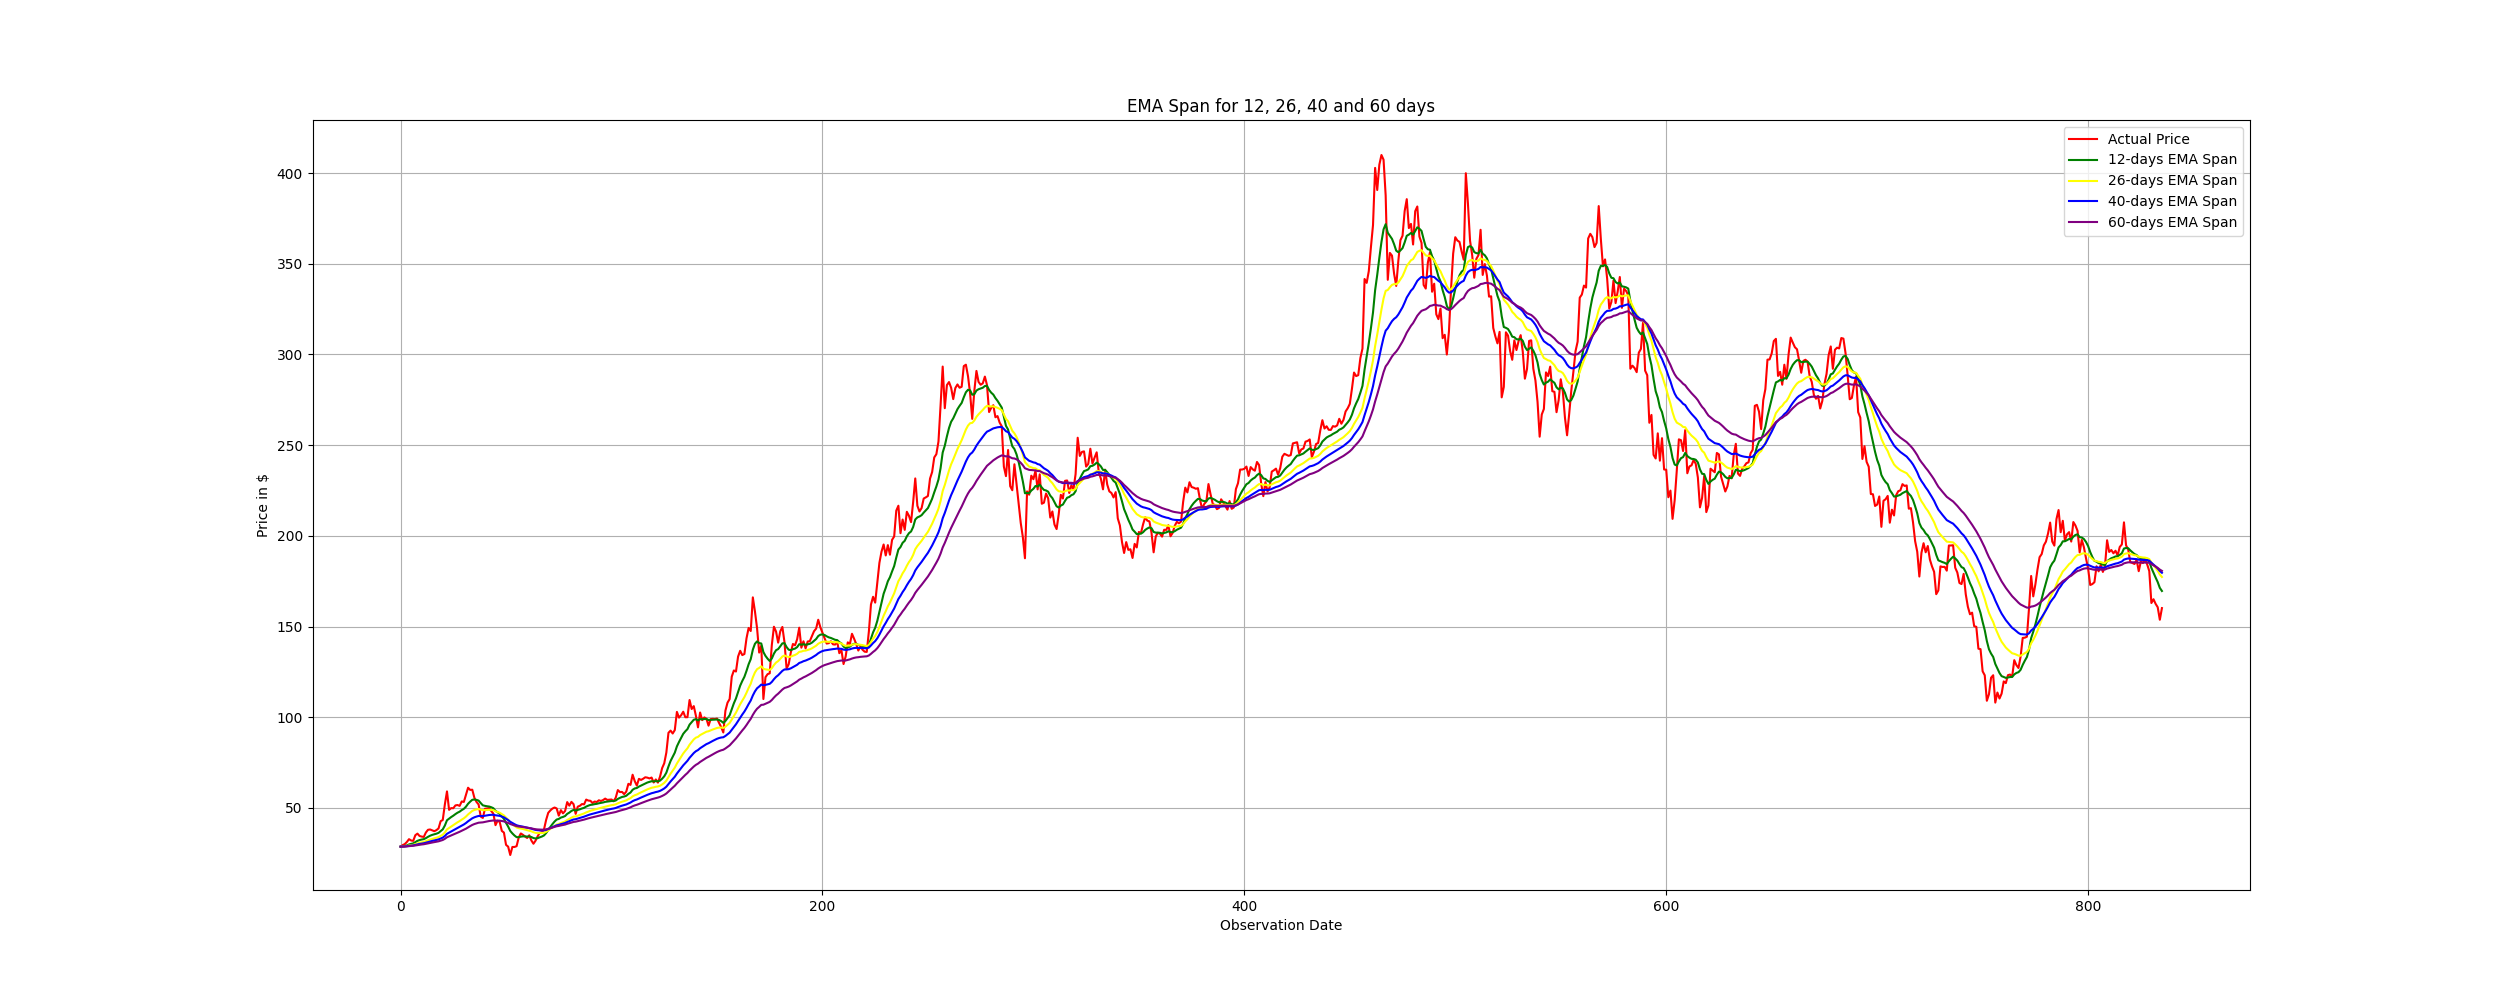 EMA Span for 12, 26, 40 and 60 days
Actual Price
12-days EMA Span
26-days EMA Span
40-days EMA Span
60-days EMA Span
Price in $
400
350
300
250
200
150
100
50
0
200
400
600
800
Observation Date